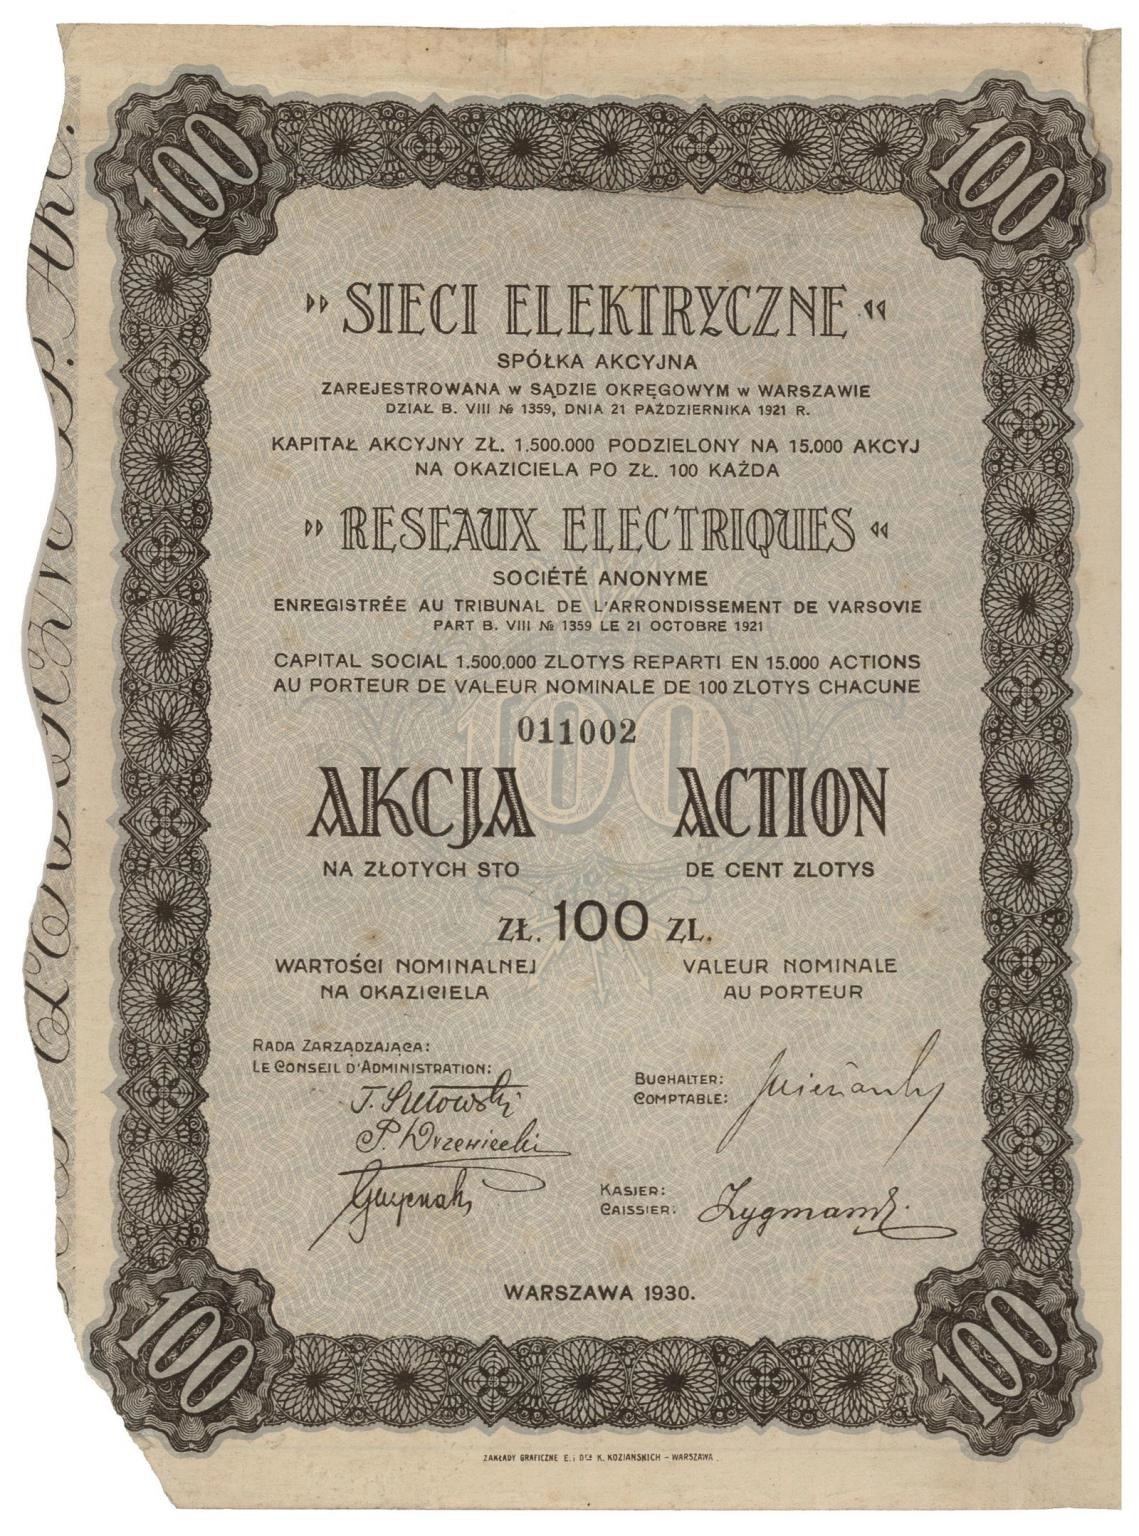 100
100
SIECI ELEKTRYCZNE
SPÓŁKA AKCYJNA
ZAREJESTROWANA w SĄDZIE OKRĘGOWYM w WARSZAWIE
DZIAŁ B. VIII № 1359, DNIA 21 PAŹDZIERNIKA 1921 R.
KAPITAŁ AKCYJNY ZŁ. 1.500.000 PODZIELONY NA 15.000 AKCYJ
NA OKAZICIELA PO ZŁ. 100 KAŻDA
RESEAUX ELECTRIQUES
SOCIÉTÉ ANONYME
ENREGISTRÉE AU TRIBUNAL DE L'ARRONDISSEMENT DE VARSOVIE
PART B. VIII № 1359 LE 21 OCTOBRE 1921
CAPITAL SOCIAL 1.500.000 ZLOTYS REPARTI EN 15.000 ACTIONS
AU PORTEUR DE VALEUR NOMINALE DE 100 ZLOTYS CHACUNE
011002
100
AKCJA ACTION
NA ZŁOTYCH STO DE CENT ZLOTYS
ZŁ. 100 ZL.
WARTOŚCI NOMINALNEJ VALEUR NOMINALE
NA OKAZICIELA AU PORTEUR
RADA ZARZĄDZAJĄCA:
LE CONSEIL D'ADMINISTRATION:
P. Drzewiecki
BUCHALTER:
COMPTABLE:
KASJER:
CAISSIER:
WARSZAWA 1930.
100
100
ZAKŁADY GRAFICZNE E. i Dra K. KOZIAŃSKICH - WARSZAWA